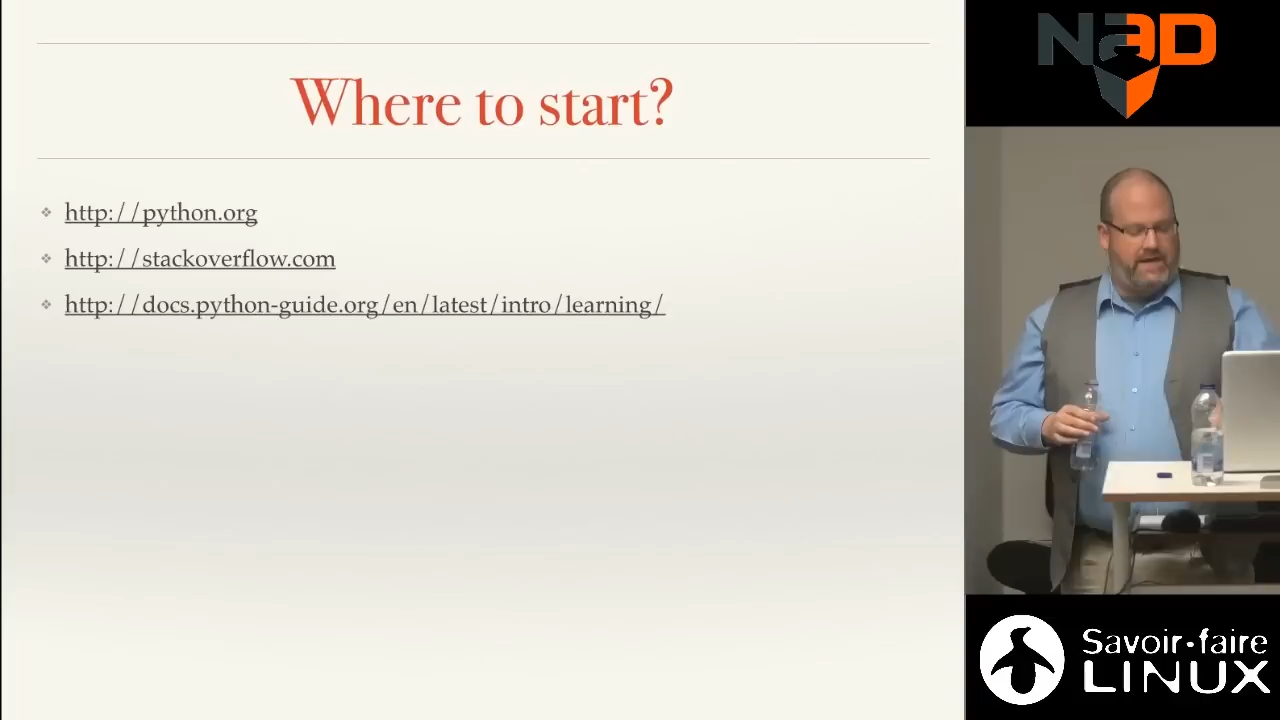 Where to start?
http://python.org
http://stackoverflow.com
http://docs.python-guide.org/en/latest/intro/learning/
NAD
Savoir-faire
LINUX